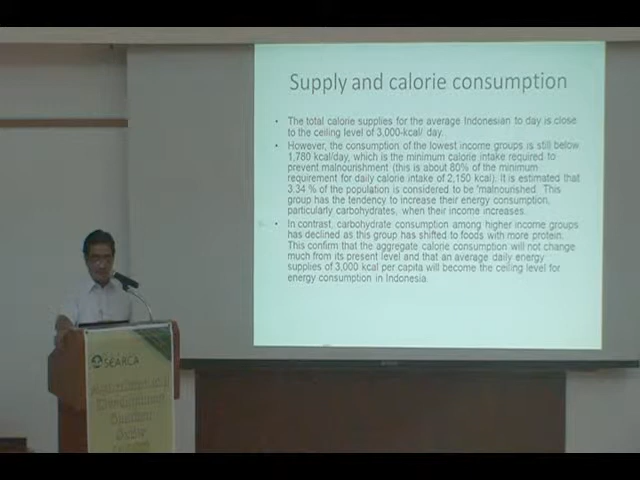 Supply and calorie consumption
• The total calorie supplies for the average Indonesian to day is close
to the ceiling level of 3,000-kcal/ day.
• However, the consumption of the lowest income groups is still below
1,780 kcal/day, which is the minimum calorie intake required to
prevent malnourishment (this is about 80% of the minimum
requirement for daily calorie intake of 2,150 kcal). It is estimated that
3.34 % of the population is considered to be 'malnourished. This
group has the tendency to increase their energy consumption,
particularly carbohydrates, when their income increases.
• In contrast, carbohydrate consumption among higher income groups
has declined as this group has shifted to foods with more protein.
This confirm that the aggregate calorie consumption will not change
much from its present level and that an average daily energy
supplies of 3,000 kcal per capita will become the ceiling level for
energy consumption in Indonesia.
SEARCA
Agriculture and
Development
Seminar
Series